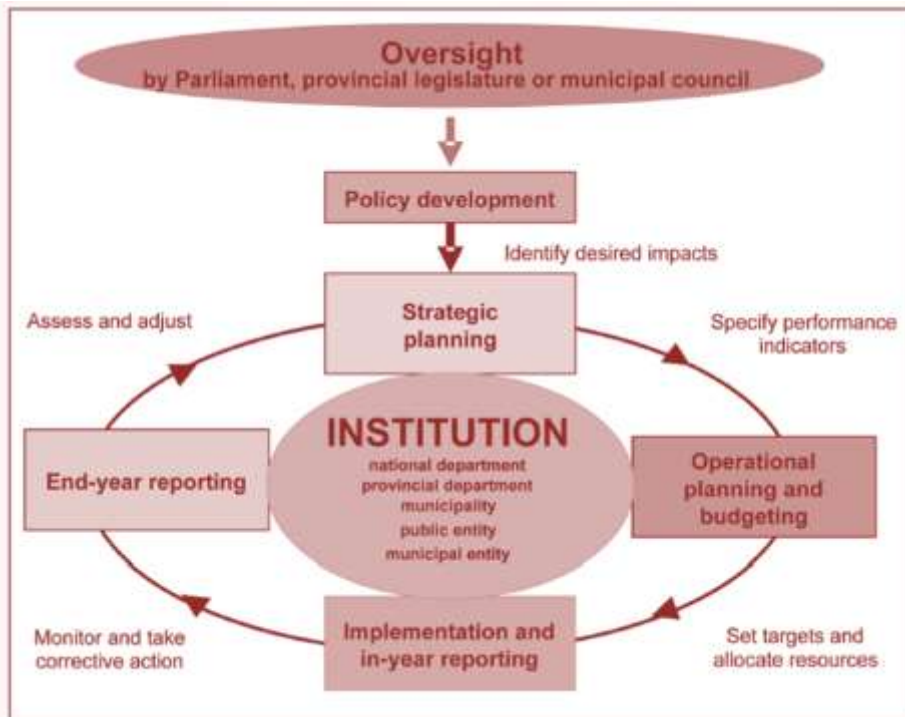 Oversight
by Parliament, provincial legislature or municipal council
Policy development
Identify desired impacts
Strategic
planning
Assess and adjust
Specify performance
indicators
INSTITUTION
national department
provincial department
municipality
public entity
municipal entity
End-year reporting
Operational
planning and
budgeting
Implementation and
in-year reporting
Monitor and take
corrective action
Set targets and
allocate resources